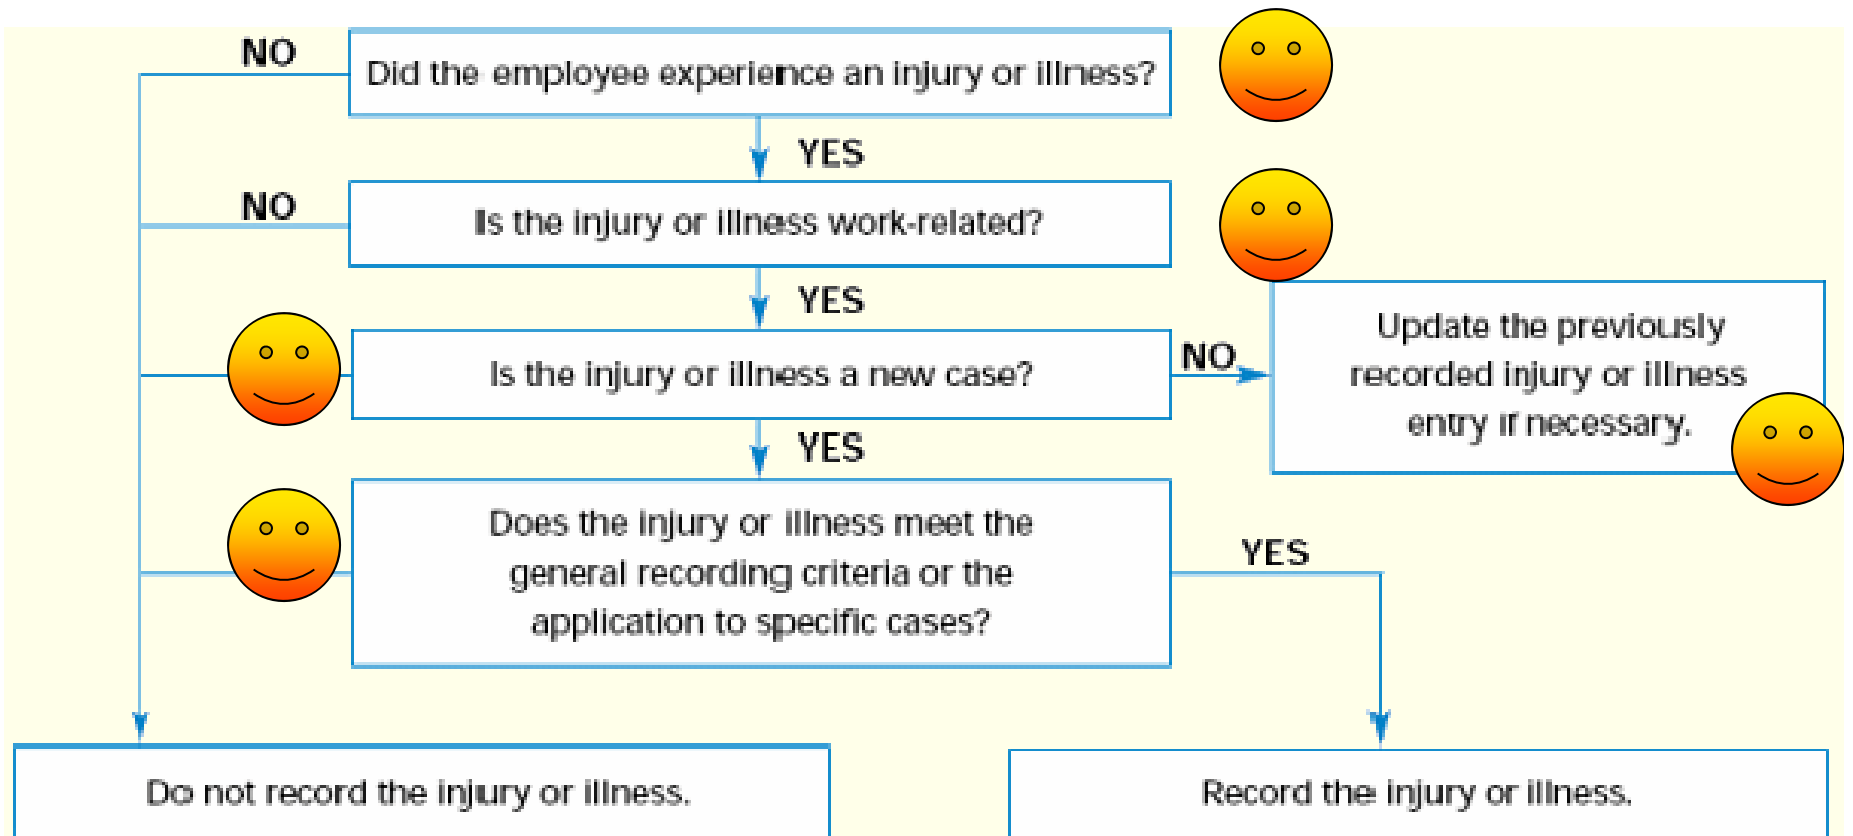 NO
Did the employee experience an injury or illness?
YES
NO
Is the injury or illness work-related?
YES
Is the injury or illness a new case?
NO
Update the previously
recorded injury or illness
entry if necessary.
YES
Does the injury or illness meet the
general recording criteria or the
application to specific cases?
YES
Do not record the injury or illness.
Record the injury or illness.